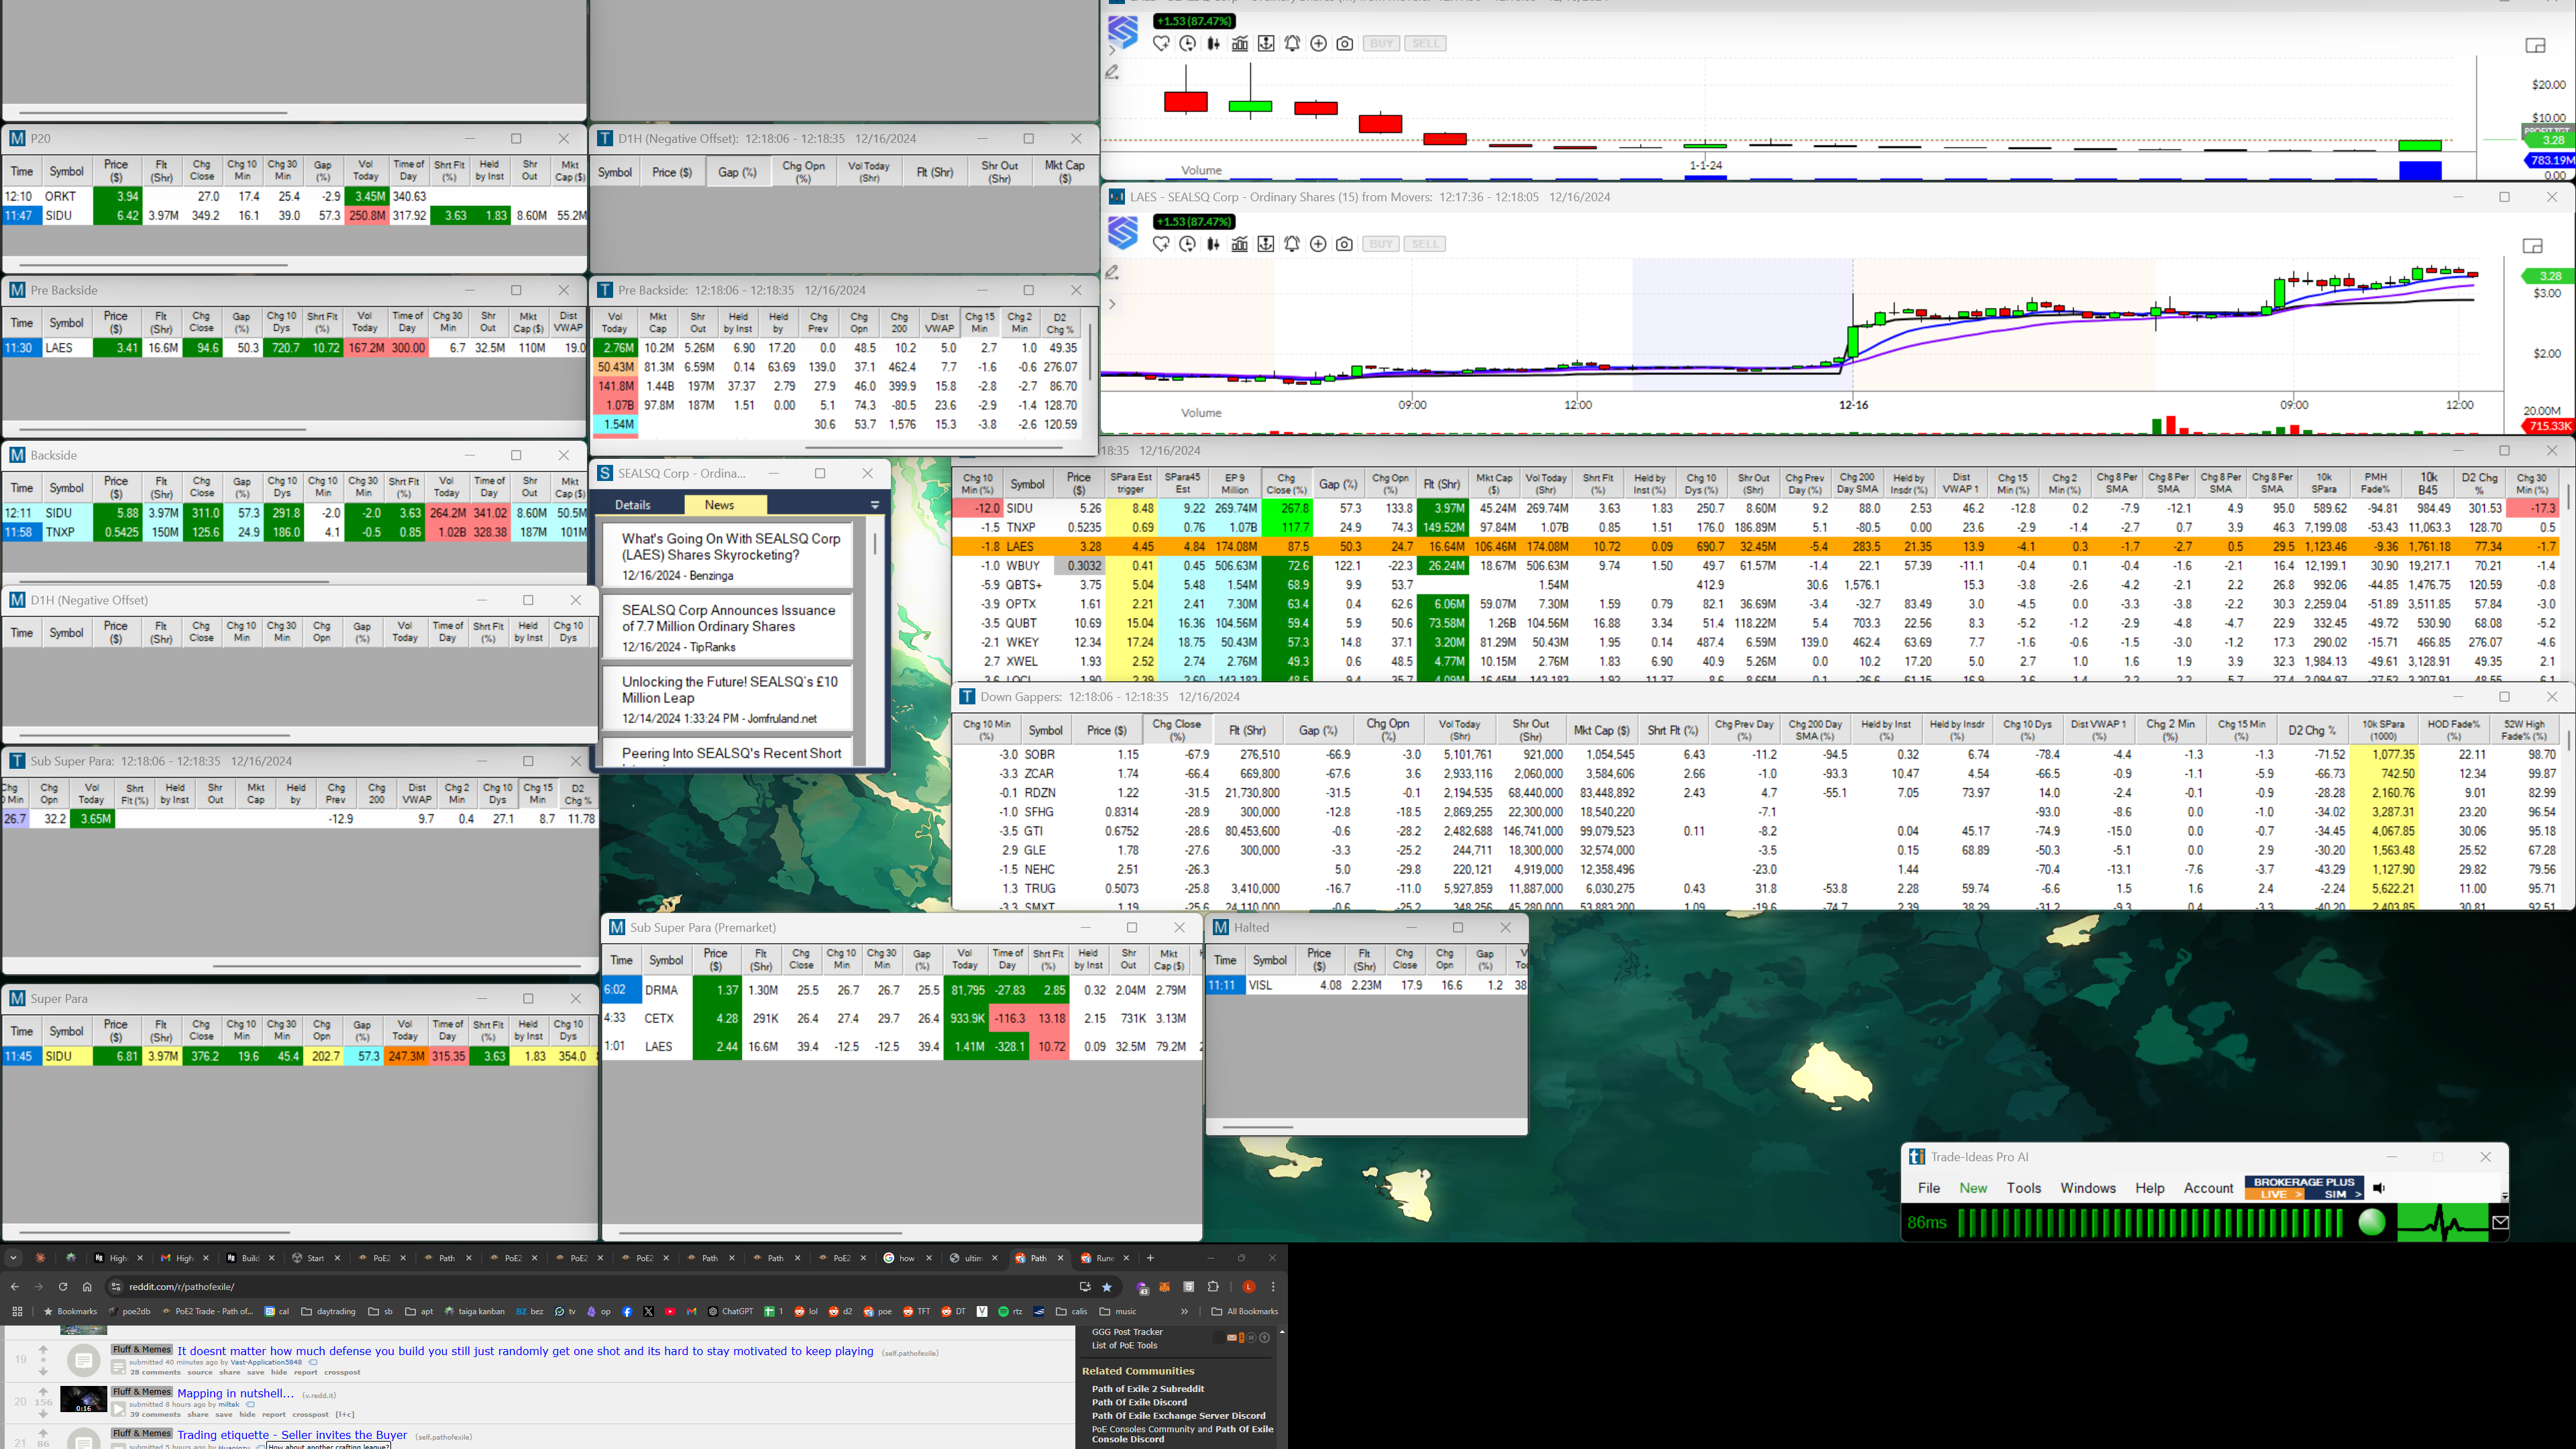 P20
Time Symbol Price ($) Flt (Shr) Chg Close Chg 10 Min Chg 30 Min Gap (%) Vol Today Time of Day Shrt Flt (%) Held by Inst Shr Out Mkt Cap ($)
12:10 ORKT 3.94 27.0 17.4 25.4 -2.9 3.45M 340.63
11:47 SIDU 6.42 3.97M 349.2 16.1 39.0 57.3 250.8M 317.92 3.63 1.83 8.60M 55.2M
D1H (Negative Offset): 12:18:06 - 12:18:35 12/16/2024
Symbol Price ($) Gap (%) Chg Opn (%) Vol Today (Shr) Flt (Shr) Shr Out (Shr) Mkt Cap ($)
+1.53 (87.47%)
BUY SELL
$20.00
$10.00
3.28
783.19M
0.00
Volume
1-1-24
LAES - SEALSQ Corp - Ordinary Shares (15) from Movers: 12:17:36 - 12:18:05 12/16/2024
+1.53 (87.47%)
BUY SELL
3.28
$3.00
$2.00
20.00M
715.33K
Volume
09:00 12:00 12-16 09:00 12:00
Pre Backside
Time Symbol Price ($) Flt (Shr) Chg Close Gap (%) Chg 10 Dys Shrt Flt (%) Vol Today Time of Day Chg 30 Min Shr Out Mkt Cap ($) Dist VWAP
11:30 LAES 3.41 16.6M 94.6 50.3 720.7 10.72 167.2M 300.00 6.7 32.5M 110M 19.0
Pre Backside: 12:18:06 - 12:18:35 12/16/2024
Vol Today Mkt Cap Shr Out Held by Inst Held by Chg Prev Chg Opn Chg 200 Dist VWAP Chg 15 Min Chg 2 Min D2 Chg %
2.76M 10.2M 5.26M 6.90 17.20 0.0 48.5 10.2 5.0 2.7 1.0 49.35
50.43M 81.3M 6.59M 0.14 63.69 139.0 37.1 462.4 7.7 -1.6 -0.6 276.07
141.8M 1.44B 197M 37.37 2.79 27.9 46.0 399.9 15.8 -2.8 -2.7 86.70
1.07B 97.8M 187M 1.51 0.00 5.1 74.3 -80.5 23.6 -2.9 -1.4 128.70
1.54M 30.6 53.7 1,576 15.3 -3.8 -2.6 120.59
Backside
Time Symbol Price ($) Flt (Shr) Chg Close Gap (%) Chg 10 Dys Chg 10 Min Chg 30 Min Shrt Flt (%) Vol Today Time of Day Shr Out Mkt Cap ($)
12:11 SIDU 5.88 3.97M 311.0 57.3 291.8 -2.0 -2.0 3.63 264.2M 341.02 8.60M 50.5M
11:58 TNXP 0.5425 150M 125.6 24.9 186.0 4.1 -0.5 0.85 1.02B 328.38 187M 101M
SEALSQ Corp - Ordina...
Details News
What's Going On With SEALSQ Corp (LAES) Shares Skyrocketing?
12/16/2024 - Benzinga
SEALSQ Corp Announces Issuance of 7.7 Million Ordinary Shares
12/16/2024 - TipRanks
Unlocking the Future! SEALSQ's £10 Million Leap
12/14/2024 1:33:24 PM - Jomfruland.net
Peering Into SEALSQ's Recent Short
18:35 12/16/2024
Chg 10 Min (%) Symbol Price ($) SPara Est trigger SPara45 Est EP 9 Million Chg Close (%) Gap (%) Chg Opn (%) Flt (Shr) Mkt Cap ($) Vol Today (Shr) Shrt Flt (%) Held by Inst (%) Chg 10 Dys (%) Shr Out (Shr) Chg Prev Day (%) Chg 200 Day SMA Held by Insdr (%) Dist VWAP 1 Chg 15 Min (%) Chg 2 Min (%) Chg 8 Per SMA Chg 8 Per SMA Chg 8 Per SMA Chg 8 Per SMA 10k SPara PMH Fade% 10k B45 D2 Chg % Chg 30 Min (%)
-12.0 SIDU 5.26 8.48 9.22 269.74M 267.8 57.3 133.8 3.97M 45.24M 269.74M 3.63 1.83 250.7 8.60M 9.2 88.0 2.53 46.2 -12.8 0.2 -7.9 -12.1 4.9 95.0 589.62 -94.81 984.49 301.53 -17.3
-1.5 TNXP 0.5235 0.69 0.76 1.07B 117.7 24.9 74.3 149.52M 97.84M 1.07B 0.85 1.51 176.0 186.89M 5.1 -80.5 0.00 23.6 -2.9 -1.4 -2.7 0.7 3.9 46.3 7,199.08 -53.43 11,063.3 128.70 0.5
-1.8 LAES 3.28 4.45 4.84 174.08M 87.5 50.3 24.7 16.64M 106.46M 174.08M 10.72 0.09 690.7 32.45M -5.4 283.5 21.35 13.9 -4.1 0.3 -1.7 -2.7 0.5 29.5 1,123.46 -9.36 1,761.18 77.34 -1.7
-1.0 WBUY 0.3032 0.41 0.45 506.63M 72.6 122.1 -22.3 26.24M 18.67M 506.63M 9.74 1.50 49.7 61.57M -1.4 22.1 57.39 -11.1 -0.4 0.1 -0.4 -1.6 -2.1 16.4 12,199.1 30.90 19,217.1 70.21 -1.4
-5.9 QBTS+ 3.75 5.04 5.48 1.54M 68.9 9.9 53.7 1.54M 412.9 30.6 1,576.1 15.3 -3.8 -2.6 -4.2 -2.1 2.2 26.8 992.06 -44.85 1,476.75 120.59 -0.8
-3.9 OPTX 1.61 2.21 2.41 7.30M 63.4 0.4 62.6 6.06M 59.07M 7.30M 1.59 0.79 82.1 36.69M -3.4 -32.7 83.49 3.0 -4.5 0.0 -3.3 -3.8 -2.2 30.3 2,259.04 -51.89 3,511.85 57.84 -3.0
-3.5 QUBT 10.69 15.04 16.36 104.56M 59.4 5.9 50.6 73.58M 1.26B 104.56M 16.88 3.34 51.4 118.22M 5.4 703.3 22.56 8.3 -5.2 -1.2 -2.9 -4.8 -4.7 22.9 332.45 -49.72 530.90 68.08 -5.2
-2.1 WKEY 12.34 17.24 18.75 50.43M 57.3 14.8 37.1 3.20M 81.29M 50.43M 1.95 0.14 487.4 6.59M 139.0 462.4 63.69 7.7 -1.6 -0.6 -1.5 -3.0 -1.2 17.3 290.02 -15.71 466.85 276.07 -4.6
2.7 XWEL 1.93 2.52 2.74 2.76M 49.3 0.6 48.5 4.77M 10.15M 2.76M 1.83 6.90 40.9 5.26M 0.0 10.2 17.20 5.0 2.7 1.0 1.6 1.9 3.9 32.3 1,984.13 -49.61 3,128.91 49.35 2.1
D1H (Negative Offset)
Time Symbol Price ($) Flt (Shr) Chg Close Chg 10 Min Chg 30 Min Chg Opn Gap (%) Vol Today Time of Day Shrt Flt (%) Held by Inst Chg 10 Dys
Down Gappers: 12:18:06 - 12:18:35 12/16/2024
Chg 10 Min (%) Symbol Price ($) Chg Close (%) Flt (Shr) Gap (%) Chg Opn (%) Vol Today (Shr) Shr Out (Shr) Mkt Cap ($) Shrt Flt (%) Chg Prev Day (%) Chg 200 Day SMA (%) Held by Inst (%) Held by Insdr (%) Chg 10 Dys (%) Dist VWAP 1 (%) Chg 2 Min (%) Chg 15 Min (%) D2 Chg % 10k SPara (1000) HOD Fade% (%) 52W High Fade% (%)
-3.0 SOBR 1.15 -67.9 276,510 -66.9 -3.0 5,101,761 921,000 1,054,545 6.43 -11.2 -94.5 0.32 6.74 -78.4 -4.4 -1.3 -1.3 -71.52 1,077.35 22.11 98.70
-3.3 ZCAR 1.74 -66.4 669,800 -67.6 3.6 2,933,116 2,060,000 3,584,606 2.66 -1.0 -93.3 10.47 4.54 -66.5 -0.9 -1.1 -5.9 -66.73 742.50 12.34 99.87
-0.1 RDZN 1.22 -31.5 21,730,800 -31.5 -0.1 2,194,535 68,440,000 83,448,892 2.43 4.7 -55.1 7.05 73.97 14.0 -2.4 -0.1 -0.9 -28.28 2,160.76 9.01 82.99
-1.0 SFHG 0.8314 -28.9 300,000 -12.8 -18.5 2,869,255 22,300,000 18,540,220 -7.1 -93.0 -8.6 0.0 -1.0 -34.02 3,287.31 23.20 96.54
-3.5 GTI 0.6752 -28.6 80,453,600 -0.6 -28.2 2,482,688 146,741,000 99,079,523 0.11 -8.2 0.04 45.17 -74.9 -15.0 0.0 -0.7 -34.45 4,067.85 30.06 95.18
2.9 GLE 1.78 -27.6 300,000 -3.3 -25.2 244,711 18,300,000 32,574,000 -3.5 0.15 68.89 -50.3 -5.1 0.0 2.9 -30.20 1,563.48 25.52 67.28
-1.5 NEHC 2.51 -26.3 5.0 -29.8 220,121 4,919,000 12,358,496 -23.0 1.44 -70.4 -13.1 -7.6 -3.7 -43.29 1,127.90 29.82 79.56
1.3 TRUG 0.5073 -25.8 3,410,000 -16.7 -11.0 5,927,859 11,887,000 6,030,275 0.43 31.8 -53.8 2.28 59.74 -6.6 1.5 1.6 2.4 -2.24 5,622.21 11.00 95.71
-3.3 SMXT 1.19 -25.6 24,110,000 -0.6 -25.2 348,256 45,280,000 53,883,200 1.09 -19.6 -74.7 2.39 38.29 -31.2 -9.3 0.4 -3.3 -40.20 2,403.85 30.81 92.51
Sub Super Para: 12:18:06 - 12:18:35 12/16/2024
Chg 0 Min Chg Opn Vol Today Shrt Flt (%) Held by Inst Shr Out Mkt Cap Held by Chg Prev Chg 200 Dist VWAP Chg 2 Min Chg 10 Dys Chg 15 Min D2 Chg %
26.7 32.2 3.65M -12.9 9.7 0.4 27.1 8.7 11.78
Sub Super Para (Premarket)
Time Symbol Price ($) Flt (Shr) Chg Close Chg 10 Min Chg 30 Min Gap (%) Vol Today Time of Day Shrt Flt (%) Held by Inst Shr Out Mkt Cap ($)
6:02 DRMA 1.37 1.30M 25.5 26.7 26.7 25.5 81,795 -27.83 2.85 0.32 2.04M 2.79M
4:33 CETX 4.28 291K 26.4 27.4 29.7 26.4 933.9K -116.3 13.18 2.15 731K 3.13M
1:01 LAES 2.44 16.6M 39.4 -12.5 -12.5 39.4 1.41M -328.1 10.72 0.09 32.5M 79.2M
Halted
Time Symbol Price ($) Flt (Shr) Chg Close Chg Opn Gap (%)
11:11 VISL 4.08 2.23M 17.9 16.6 1.2 38
Super Para
Time Symbol Price ($) Flt (Shr) Chg Close Chg 10 Min Chg 30 Min Chg Opn Gap (%) Vol Today Time of Day Shrt Flt (%) Held by Inst Chg 10 Dys
11:45 SIDU 6.81 3.97M 376.2 19.6 45.4 202.7 57.3 247.3M 315.35 3.63 1.83 354.0
Trade-Ideas Pro AI
File New Tools Windows Help Account BROKERAGE PLUS LIVE > SIM >
86ms
High High Build Start PoE2 Path PoE2 PoE2 PoE2 Path Path PoE2 how ultim Path Rune
reddit.com/r/pathofexile/
43 L
Bookmarks poe2db PoE2 Trade - Path of... cal daytrading sb apt taiga kanban bez tv op ChatGPT 1 lol d2 poe TFT DT rtz calis music » All Bookmarks
19 Fluff & Memes It doesnt matter how much defense you build you still just randomly get one shot and its hard to stay motivated to keep playing (self.pathofexile)
submitted 40 minutes ago by Vast-Application5848
28 comments source share save hide report crosspost
20 156 0:16 Fluff & Memes Mapping in nutshell... (v.redd.it)
submitted 8 hours ago by miltek
39 comments share save hide report crosspost [l+c]
21 86 Fluff & Memes Trading etiquette - Seller invites the Buyer (self.pathofexile)
How about another crafting league?
GGG Post Tracker
List of PoE Tools
Related Communities
Path of Exile 2 Subreddit
Path Of Exile Discord
Path Of Exile Exchange Server Discord
PoE Consoles Community and Path Of Exile Console Discord